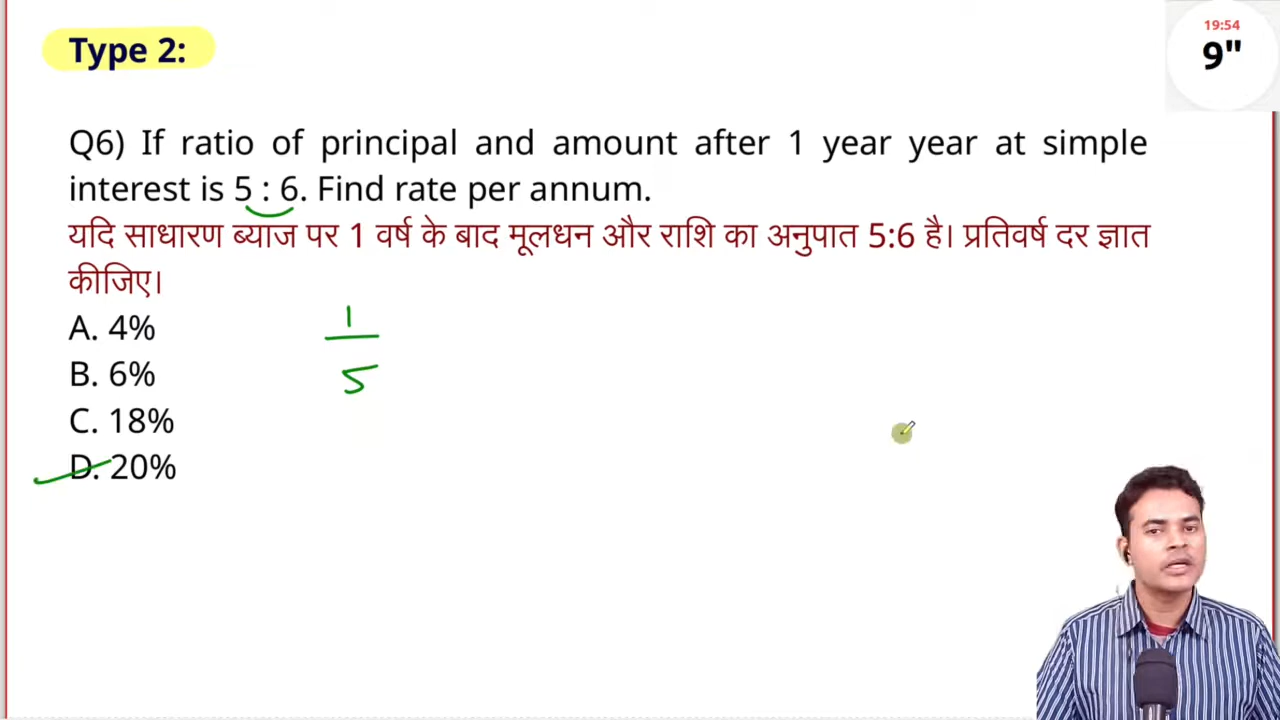 Type 2:
19:54
9"
Q6) If ratio of principal and amount after 1 year year at simple
interest is 5 : 6. Find rate per annum.
यदि साधारण ब्याज पर 1 वर्ष के बाद मूलधन और राशि का अनुपात 5:6 है। प्रतिवर्ष दर ज्ञात
कीजिए।
A. 4%
B. 6%
C. 18%
D. 20%
1
5